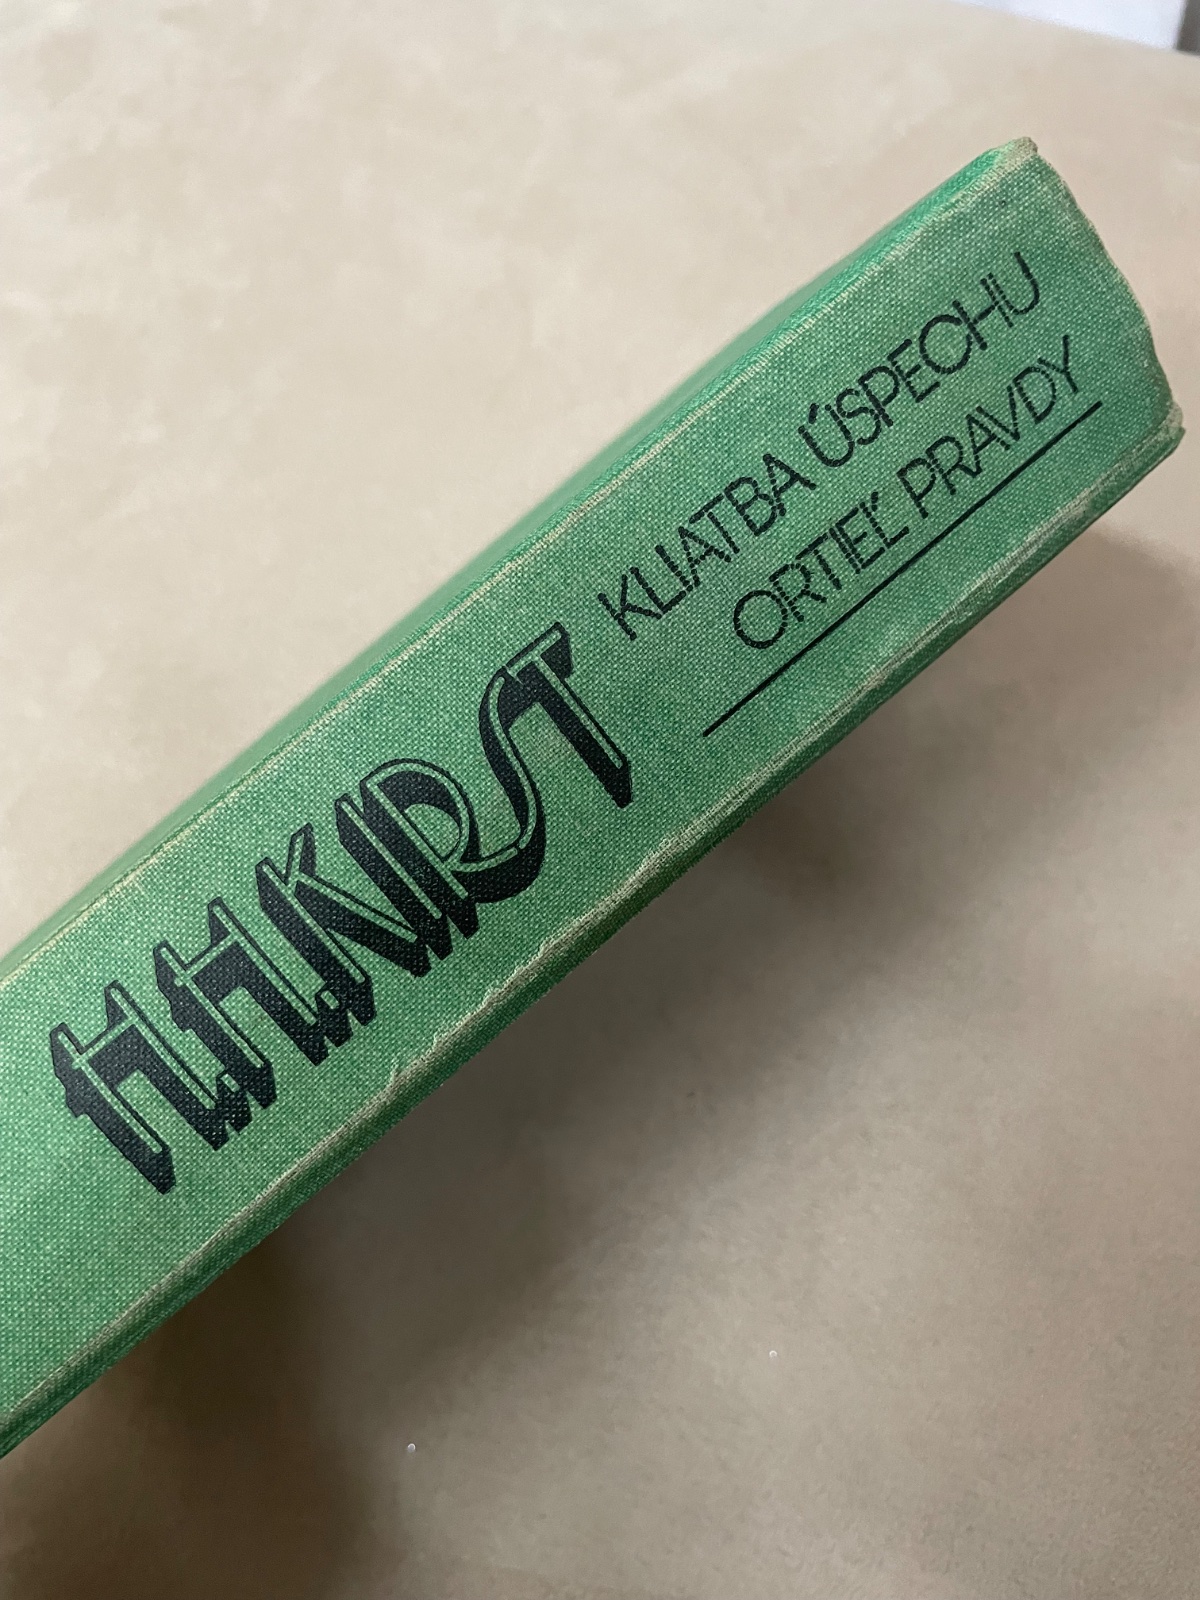 H.H.KIRST
KLIATBA ÚSPECHU
ORTIEĽ PRAVDY